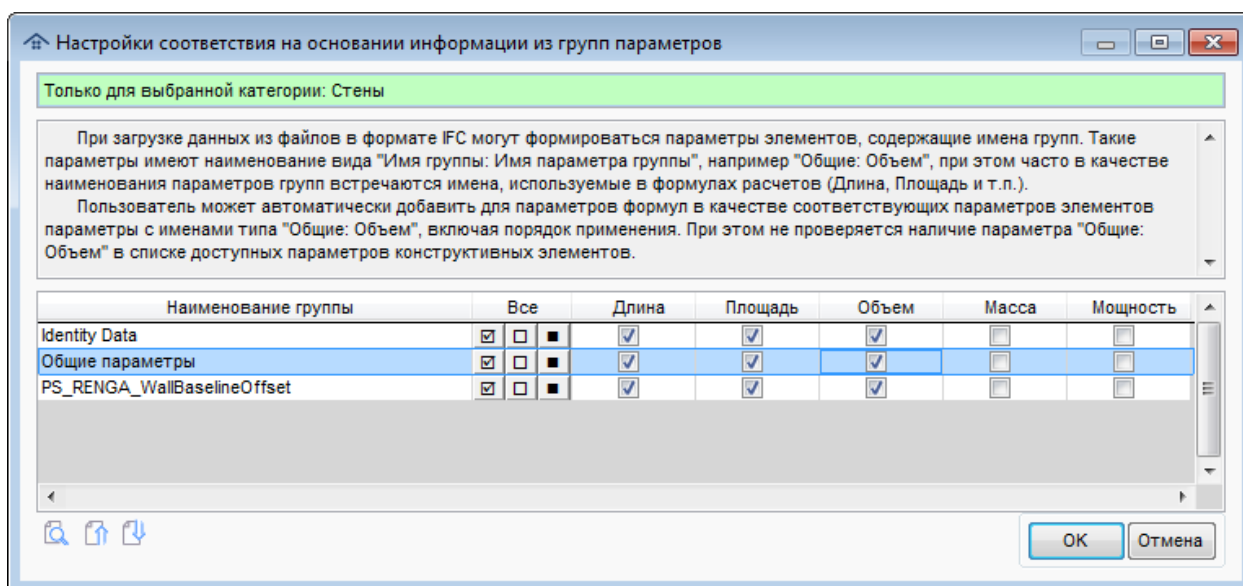 Настройки соответствия на основании информации из групп параметров
Только для выбранной категории: Стены
При загрузке данных из файлов в формате IFC могут формироваться параметры элементов, содержащие имена групп. Такие
параметры имеют наименование вида "Имя группы: Имя параметра группы", например "Общие: Объем", при этом часто в качестве
наименования параметров групп встречаются имена, используемые в формулах расчетов (Длина, Площадь и т.п.).
Пользователь может автоматически добавить для параметров формул в качестве соответствующих параметров элементов
параметры с именами типа "Общие: Объем", включая порядок применения. При этом не проверяется наличие параметра "Общие:
Объем" в списке доступных параметров конструктивных элементов.
Наименование группы Все Длина Площадь Объем Масса Мощность
Identity Data
Общие параметры
PS_RENGA_WallBaselineOffset
ОК Отмена